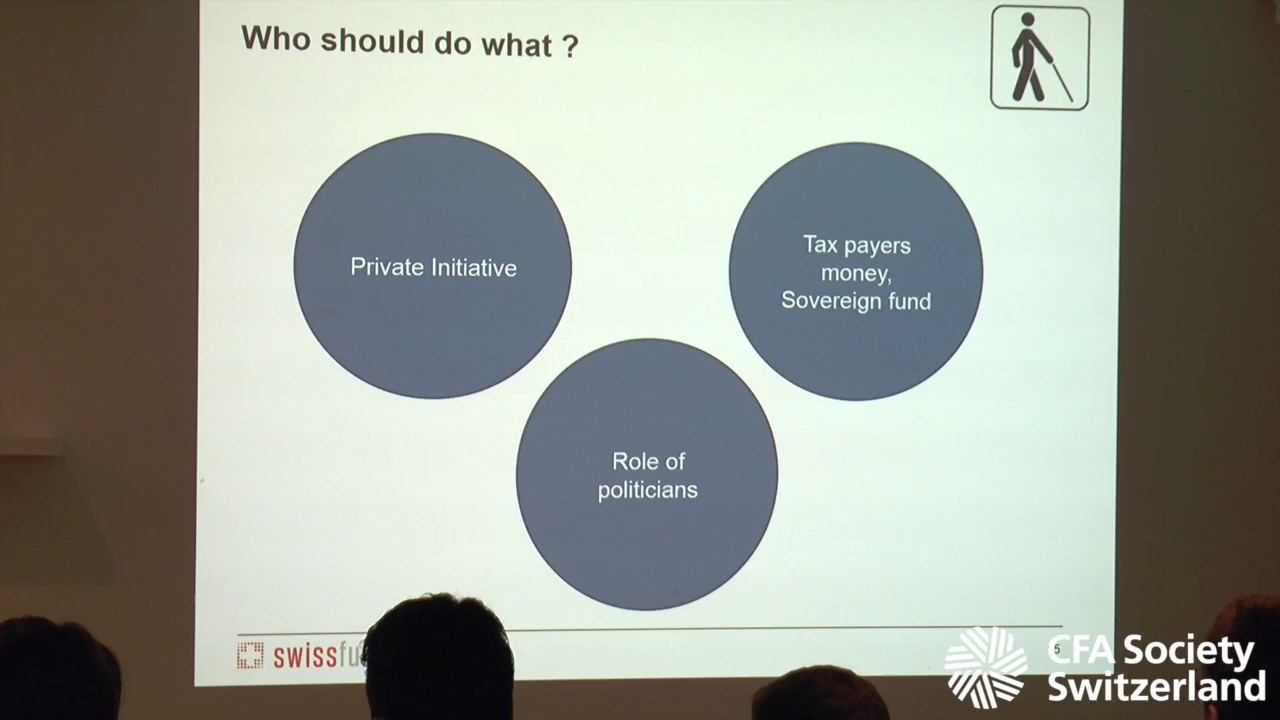 Who should do what ?
Private Initiative
Tax payers
money,
Sovereign fund
Role of
politicians
swissfu
5
CFA Society
Switzerland